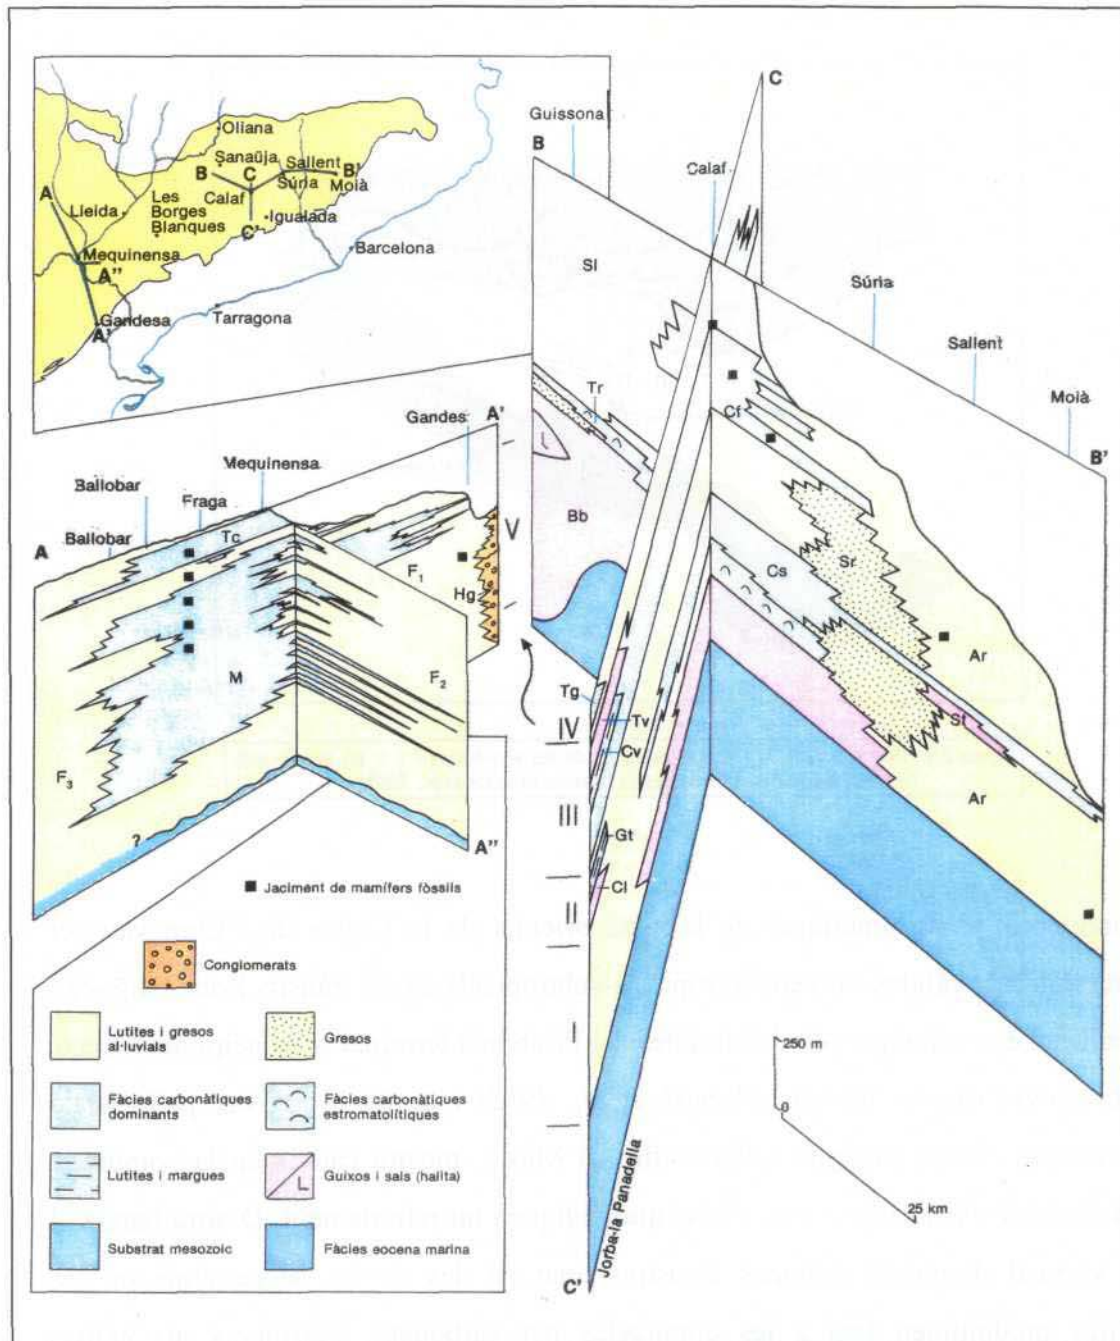 Oliana
Sanaüja
Sallent
B
C
B'
Súria
Moià
Calaf
A
Lleida
Les
Borges
Blanques
Igualada
C'
Barcelona
Mequinensa
A''
Gandesa
A'
Tarragona
C
Guissona
B
Calaf
Sl
Súria
Sallent
Moià
Tr
Cf
B'
L
Gandes
A'
Mequinensa
Ballobar
Fraga
Ballobar
Tc
A
V
Bb
F1
Hg
Sr
Cs
M
F2
Ar
Tg
Tv
St
IV
Cv
F3
III
Gt
Ar
?
A''
Cl
Jaciment de mamífers fòssils
II
Conglomerats
Lutites i gresos
al·luvials
Gresos
I
250 m
0
Fàcies carbonàtiques
dominants
Fàcies carbonàtiques
estromatolítiques
Lutites i margues
L
Guixos i sals (halita)
25 km
Substrat mesozoic
Fàcies eocena marina
Jorba-la Panadella
C'